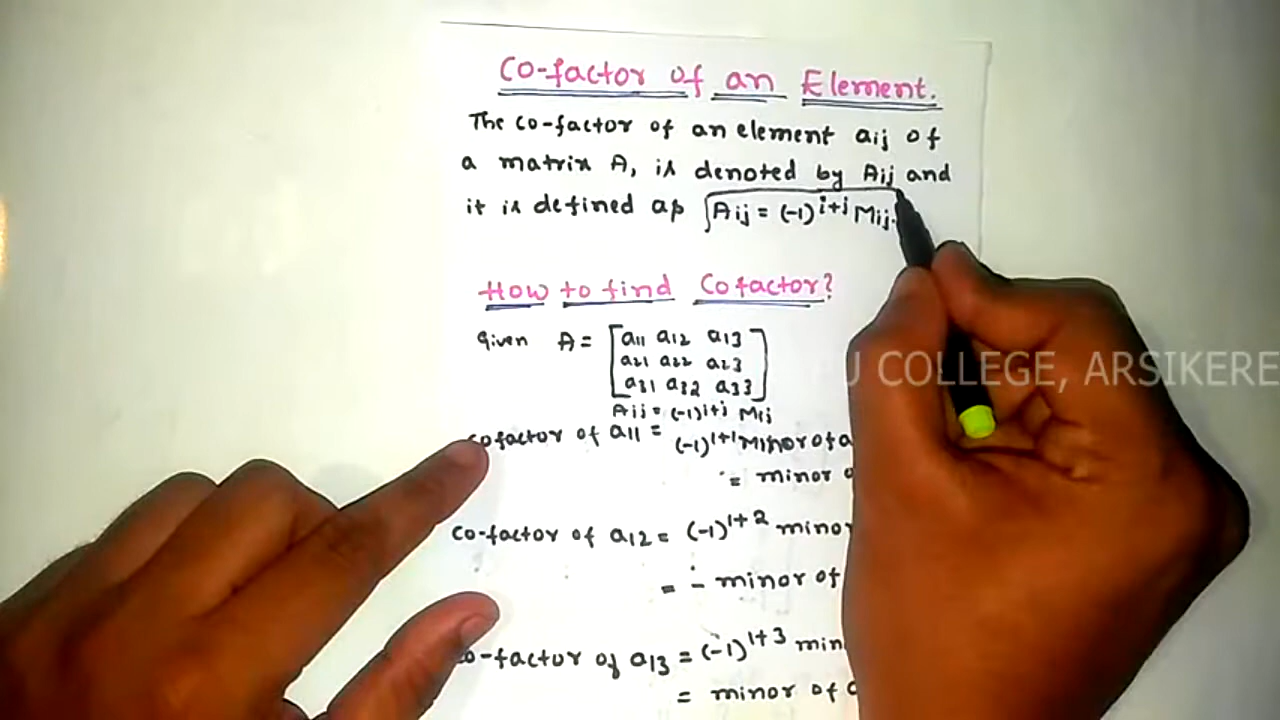 Co-factor of an Element.
The co-factor of an element aij of
a matrix A, is denoted by Aij and
it is defined as Aij = (-1)^i+j Mij.
How to find Cofactor?
Given A = [a11 a12 a13
a21 a22 a23
a31 a32 a33]
Aij = (-1)^i+j Mij
cofactor of a11 = (-1)^1+1 Minor of a
= minor o
co-factor of a12 = (-1)^1+2 minor
= - minor of
co-factor of a13 = (-1)^1+3 min
= minor of a
U COLLEGE, ARSIKERE